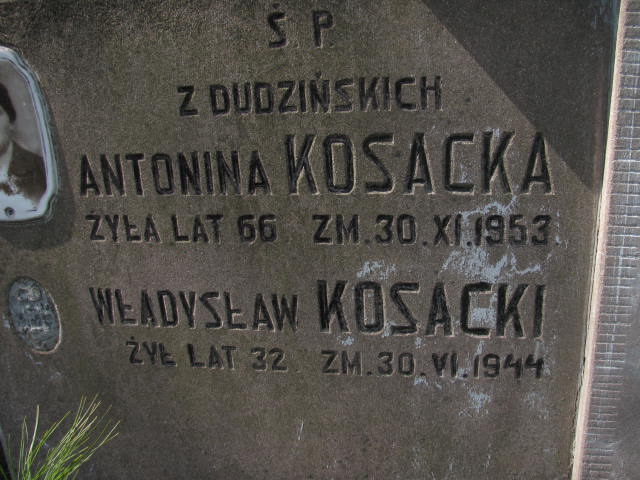 Ś. P.
Z DUDZIŃSKICH
ANTONINA KOSACKA
ŻYŁA LAT 66 ZM. 30. XI. 1953
WŁADYSŁAW KOSACKI
ŻYŁ LAT 32 ZM. 30. VI. 1944